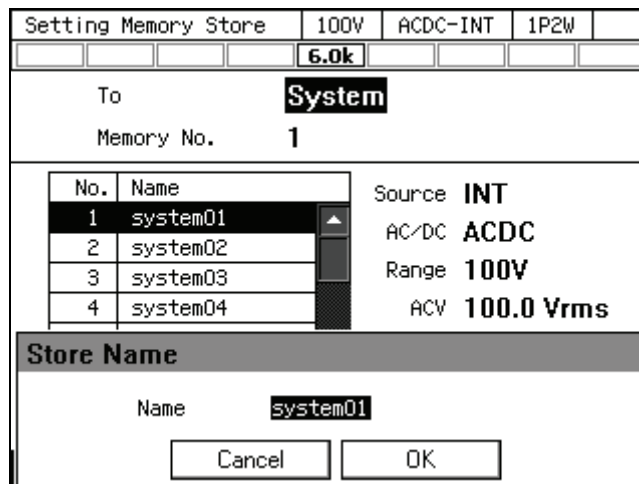 Setting Memory Store 100V ACDC-INT 1P2W
6.0k
To System
Memory No. 1
No. Name
1 system01
2 system02
3 system03
4 system04
Source INT
AC/DC ACDC
Range 100V
ACV 100.0 Vrms
Store Name
Name system01
Cancel OK